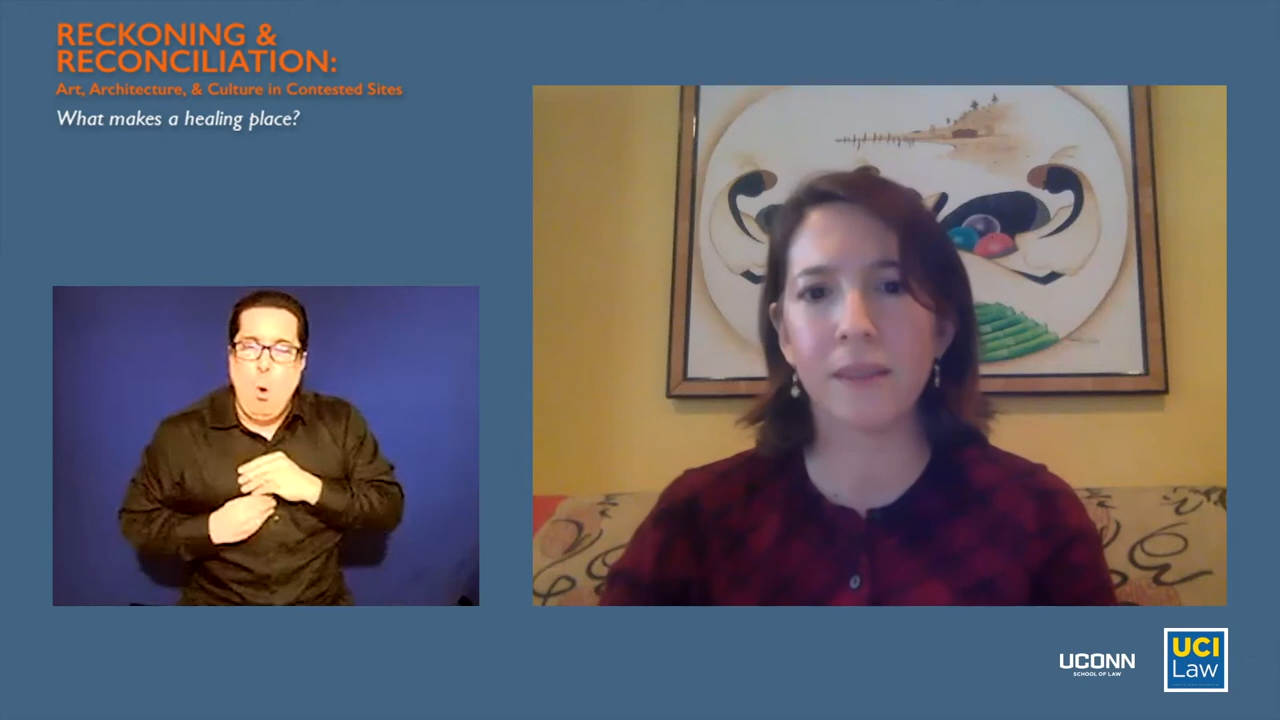 RECKONING &
RECONCILIATION:
Art, Architecture, & Culture in Contested Sites
What makes a healing place?
UCONN
SCHOOL OF LAW
UCI
Law